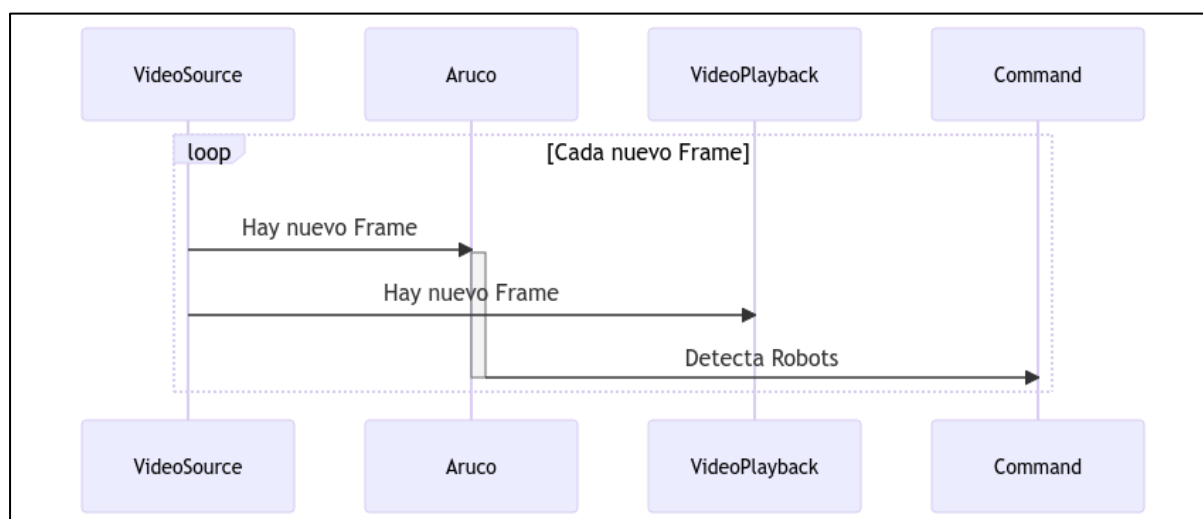 VideoSource
Aruco
VideoPlayback
Command
loop
[Cada nuevo Frame]
Hay nuevo Frame
Hay nuevo Frame
Detecta Robots
VideoSource
Aruco
VideoPlayback
Command